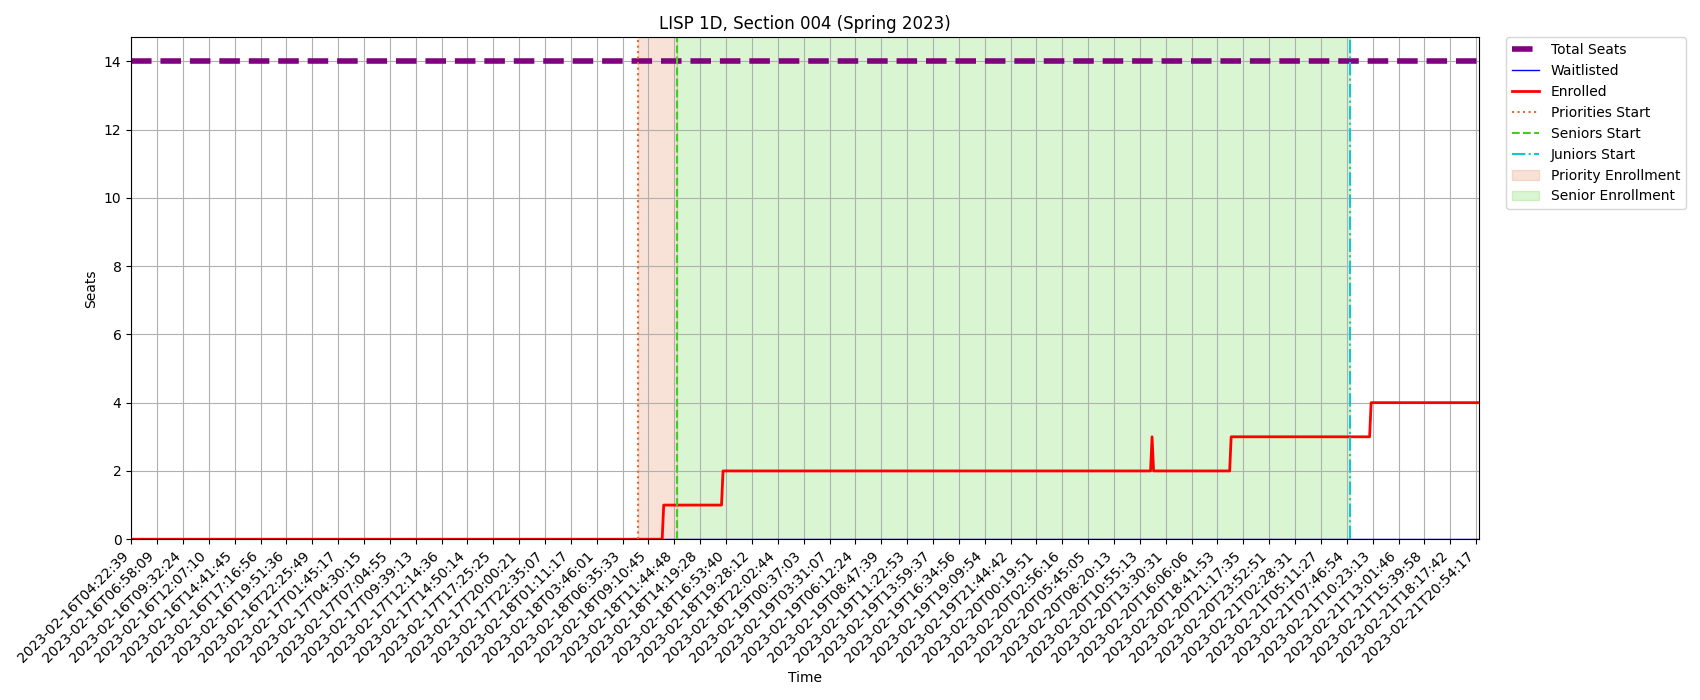 LISP 1D, Section 004 (Spring 2023)
Total Seats
Waitlisted
Enrolled
Priorities Start
Seniors Start
Juniors Start
Priority Enrollment
Senior Enrollment
Seats
14
12
10
8
6
4
2
0
2023-02-16T04:22:39
2023-02-16T06:58:09
2023-02-16T09:32:24
2023-02-16T12:07:10
2023-02-16T14:41:45
2023-02-16T17:16:56
2023-02-16T19:51:36
2023-02-16T22:25:49
2023-02-17T01:45:17
2023-02-17T04:30:15
2023-02-17T07:04:55
2023-02-17T09:39:13
2023-02-17T12:14:36
2023-02-17T14:50:14
2023-02-17T17:25:25
2023-02-17T20:00:21
2023-02-17T22:35:07
2023-02-18T01:11:17
2023-02-18T03:46:01
2023-02-18T06:35:33
2023-02-18T09:10:45
2023-02-18T11:44:48
2023-02-18T14:19:28
2023-02-18T16:53:40
2023-02-18T19:28:12
2023-02-18T22:02:44
2023-02-19T00:37:03
2023-02-19T03:31:07
2023-02-19T06:12:24
2023-02-19T08:47:39
2023-02-19T11:22:53
2023-02-19T13:59:37
2023-02-19T16:34:56
2023-02-19T19:09:54
2023-02-19T21:44:42
2023-02-20T00:19:51
2023-02-20T02:56:16
2023-02-20T05:45:05
2023-02-20T08:20:13
2023-02-20T10:55:13
2023-02-20T13:30:31
2023-02-20T16:06:06
2023-02-20T18:41:53
2023-02-20T21:17:35
2023-02-20T23:52:51
2023-02-21T02:28:31
2023-02-21T05:11:27
2023-02-21T07:46:54
2023-02-21T10:23:13
2023-02-21T13:01:46
2023-02-21T15:39:58
2023-02-21T18:17:42
2023-02-21T20:54:17
Time